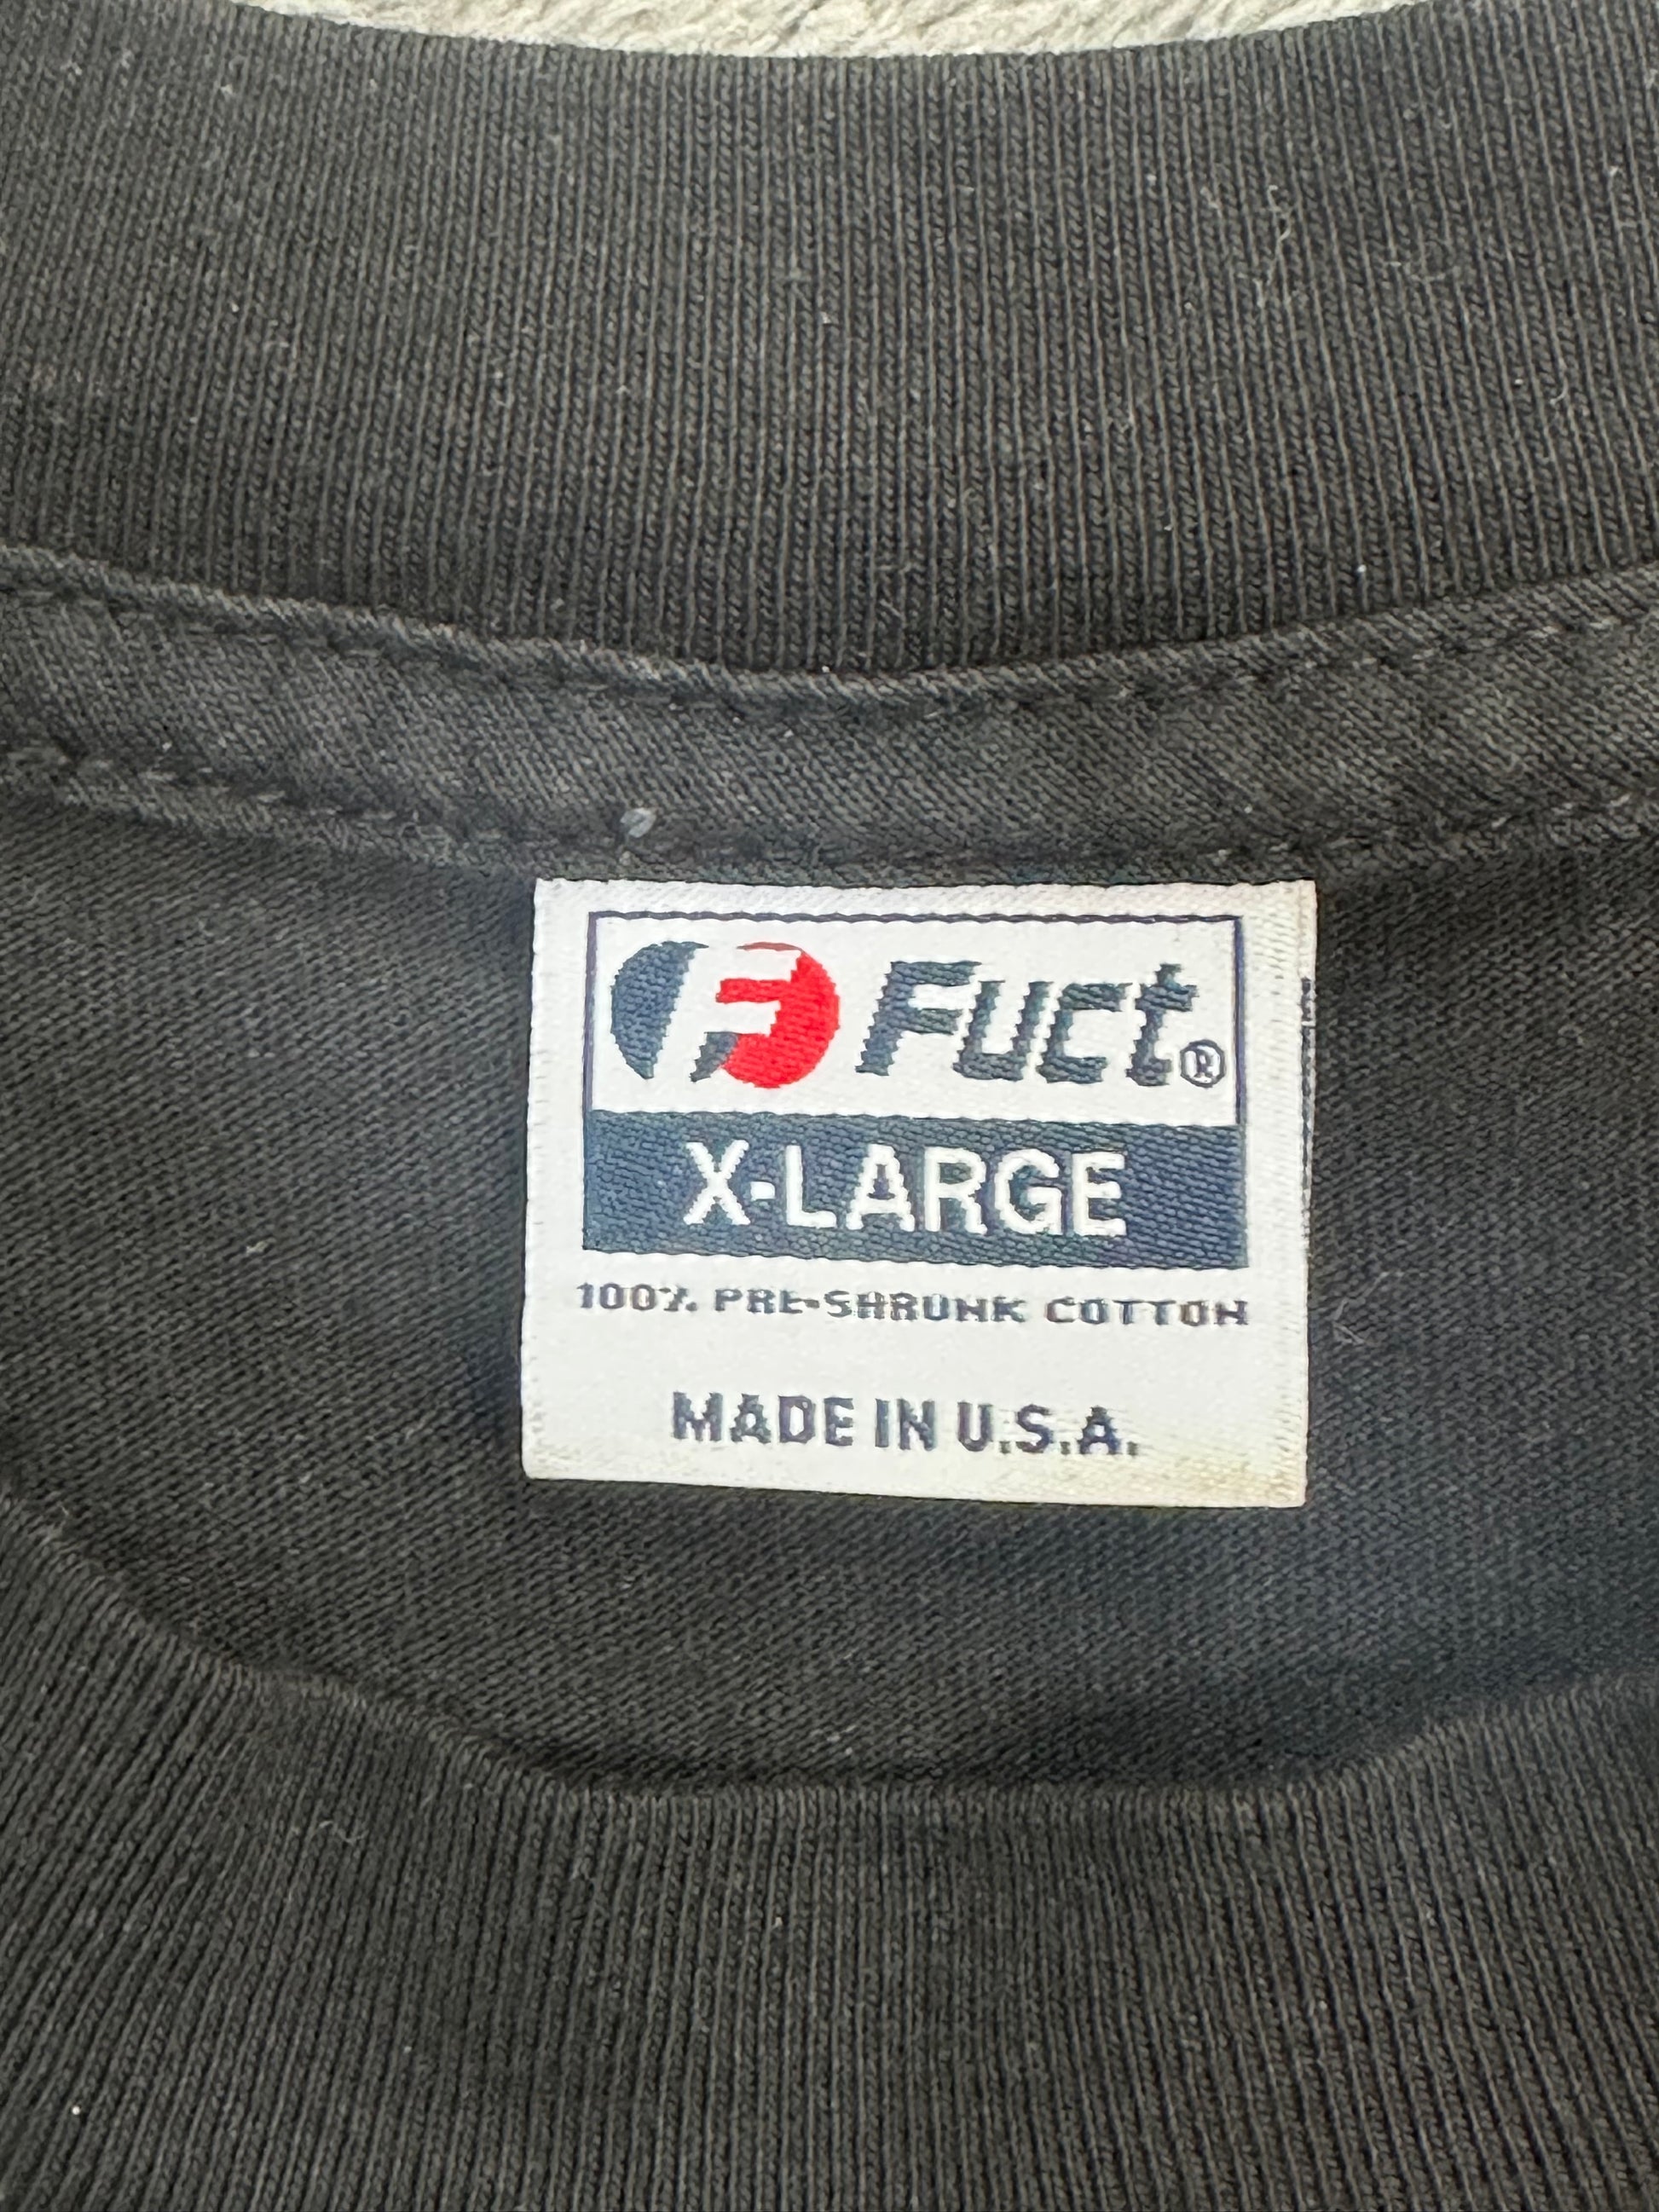 F Fuct®
X-LARGE
100% PRE-SHRUNK COTTON
MADE IN U.S.A.